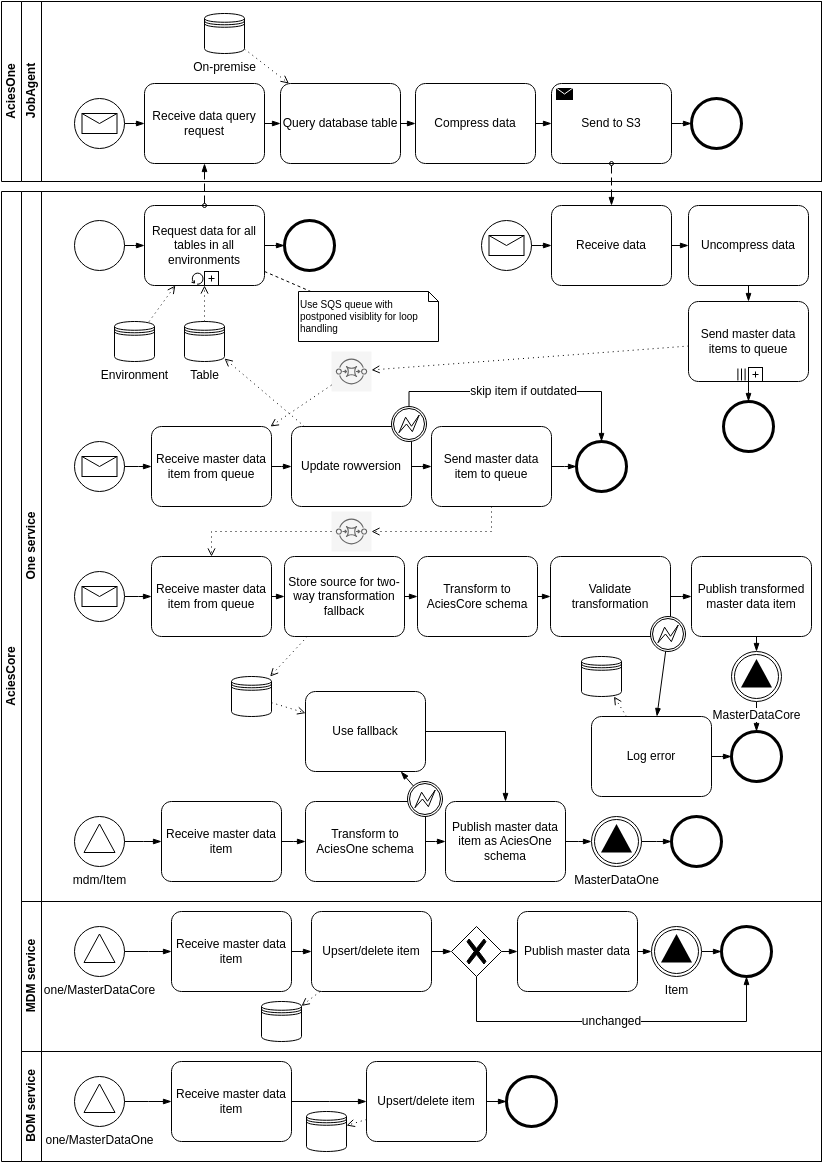 AciesOne
JobAgent
On-premise
Receive data query
request
Query database table
Compress data
Send to S3
AciesCore
One service
Request data for all
tables in all
environments
Receive data
Uncompress data
Use SQS queue with
postponed visiblity for loop
handling
Send master data
items to queue
Environment
Table
skip item if outdated
Receive master data
item from queue
Update rowversion
Send master data
item to queue
Receive master data
item from queue
Store source for two-
way transformation
fallback
Transform to
AciesCore schema
Validate
transformation
Publish transformed
master data item
MasterDataCore
Use fallback
Log error
Receive master data
item
Transform to
AciesOne schema
Publish master data
item as AciesOne
schema
mdm/Item
MasterDataOne
MDM service
Receive master data
item
Upsert/delete item
Publish master data
one/MasterDataCore
Item
unchanged
BOM service
Receive master data
item
Upsert/delete item
one/MasterDataOne